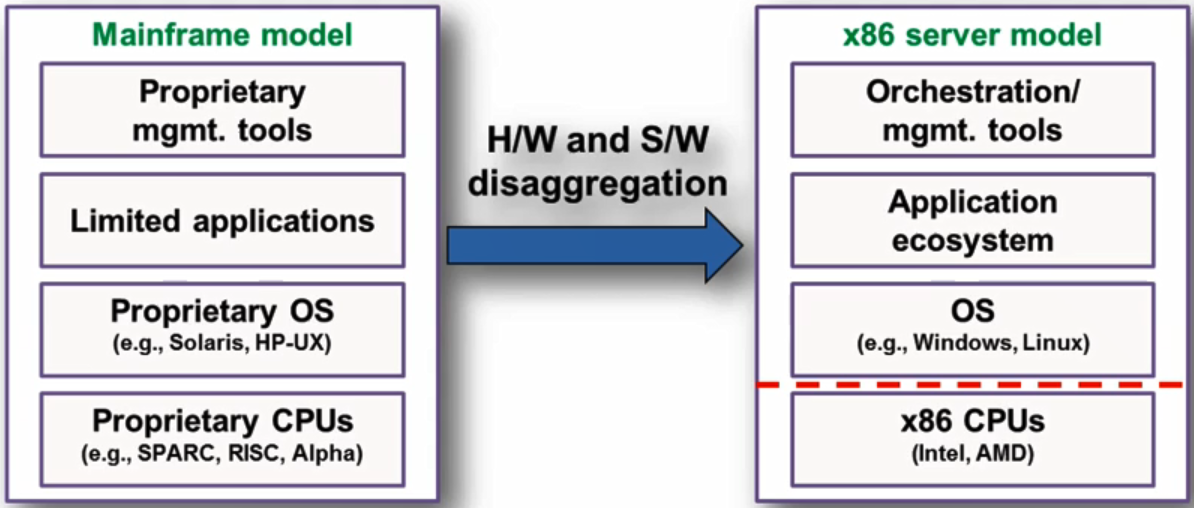 Mainframe model
Proprietary
mgmt. tools
Limited applications
Proprietary OS
(e.g., Solaris, HP-UX)
Proprietary CPUs
(e.g., SPARC, RISC, Alpha)
H/W and S/W
disaggregation
x86 server model
Orchestration/
mgmt. tools
Application
ecosystem
OS
(e.g., Windows, Linux)
x86 CPUs
(Intel, AMD)